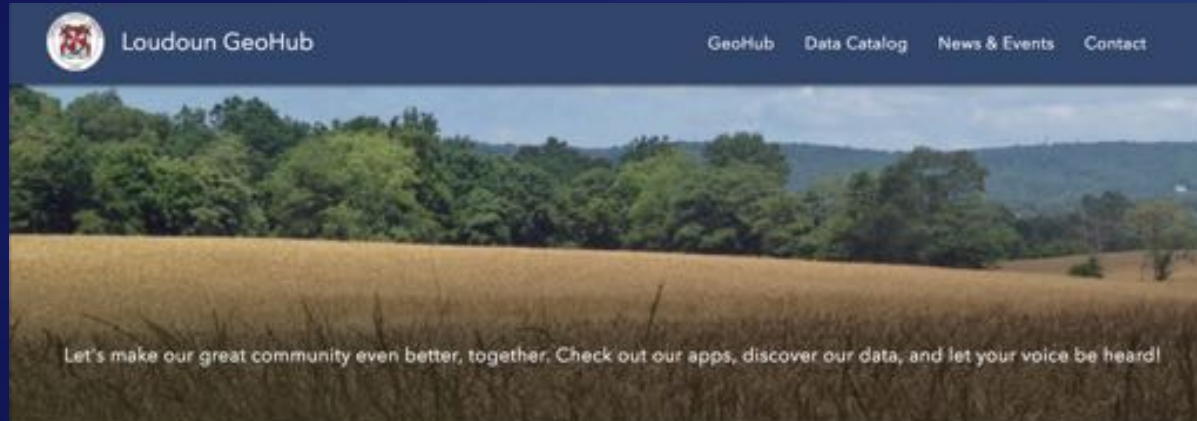 Loudoun GeoHub
GeoHub Data Catalog News & Events Contact
Let's make our great community even better, together. Check out our apps, discover our data, and let your voice be heard!